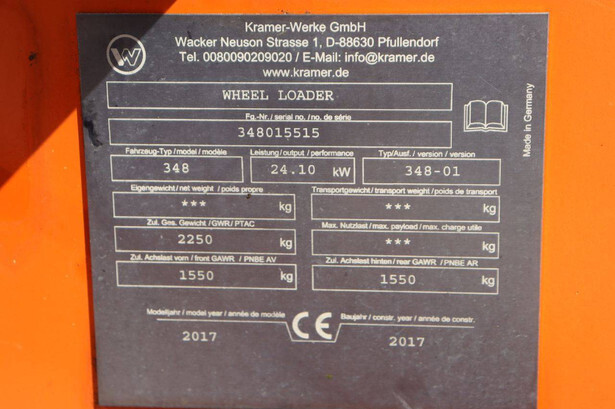 Kramer-Werke GmbH
Wacker Neuson Strasse 1, D-88630 Pfullendorf
Tel. 0080090209020 / E-Mail: info@kramer.de
www.kramer.de
WHEEL LOADER
Fg.-Nr./ serial no./ no. de série
348015515
Fahrzeug-Typ / model / modèle Leistung / output / performance Typ/Ausf. / version / version
348 24.10 kW 348-01
Eigengewicht / net weight / poids propre Transportgewicht / transport weight / poids de transport
*** kg *** kg
Zul. Ges. Gewicht / GWR/ PTAC Max. Nutzlast / max. payload / max. charge utile
2250 kg *** kg
Zul. Achslast vorn / front GAWR / PNBE AV Zul. Achslast hinten / rear GAWR / PNBE AR
1550 kg 1550 kg
Modelljahr / model year / année de modèle Baujahr / constr. year / année de constr.
2017 CE 2017
Made in Germany